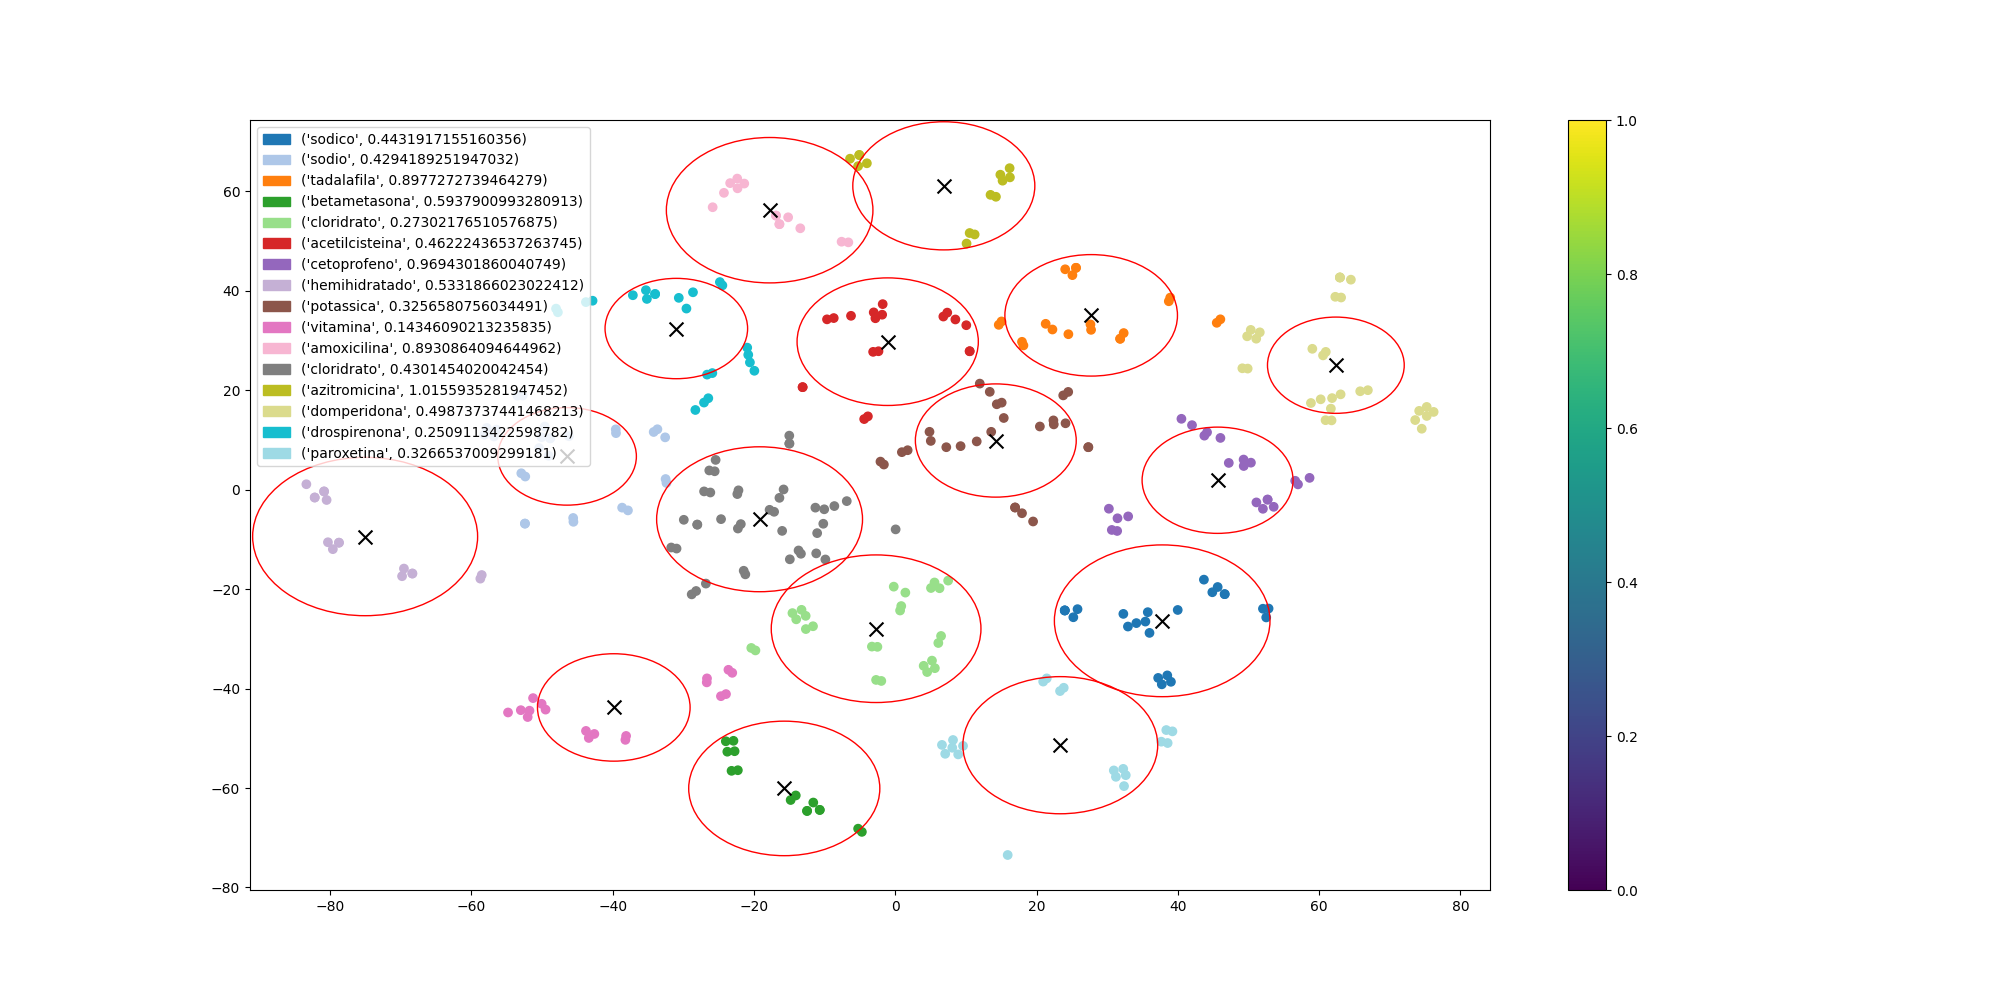 ('sodico', 0.4431917155160356)
('sodio', 0.4294189251947032)
('tadalafila', 0.8977272739464279)
('betametasona', 0.5937900993280913)
('cloridrato', 0.27302176510576875)
('acetilcisteina', 0.46222436537263745)
('cetoprofeno', 0.9694301860040749)
('hemihidratado', 0.5331866023022412)
('potassica', 0.3256580756034491)
('vitamina', 0.14346090213235835)
('amoxicilina', 0.8930864094644962)
('cloridrato', 0.4301454020042454)
('azitromicina', 1.0155935281947452)
('domperidona', 0.49873737441468213)
('drospirenona', 0.2509113422598782)
('paroxetina', 0.3266537009299181)
60
40
20
0
−20
−40
−60
−80
−80 −60 −40 −20 0 20 40 60 80
1.0
0.8
0.6
0.4
0.2
0.0